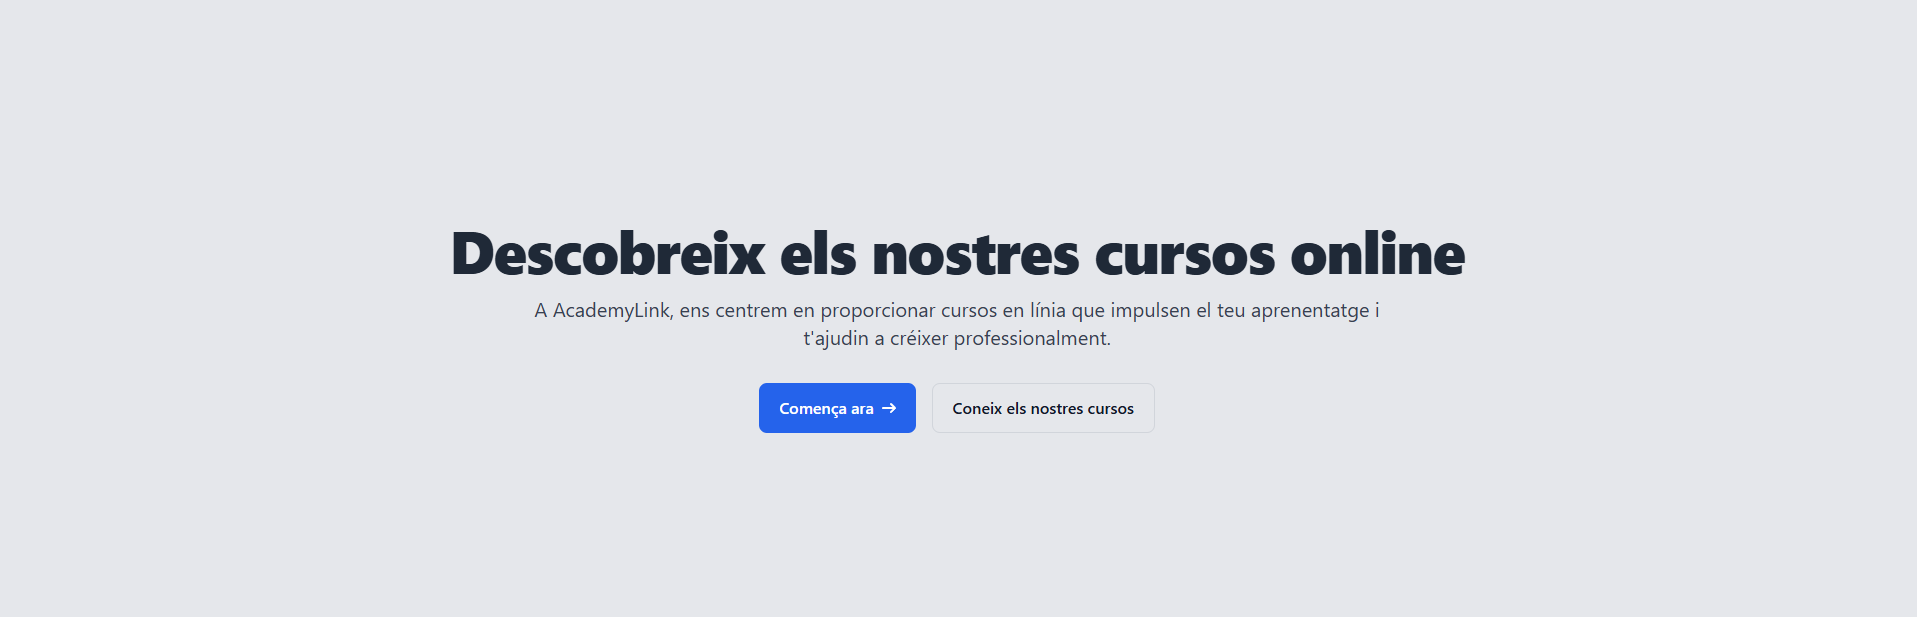 Descobreix els nostres cursos online
A AcademyLink, ens centrem en proporcionar cursos en línia que impulsen el teu aprenentatge i
t'ajudin a créixer professionalment.
Comença ara →
Coneix els nostres cursos